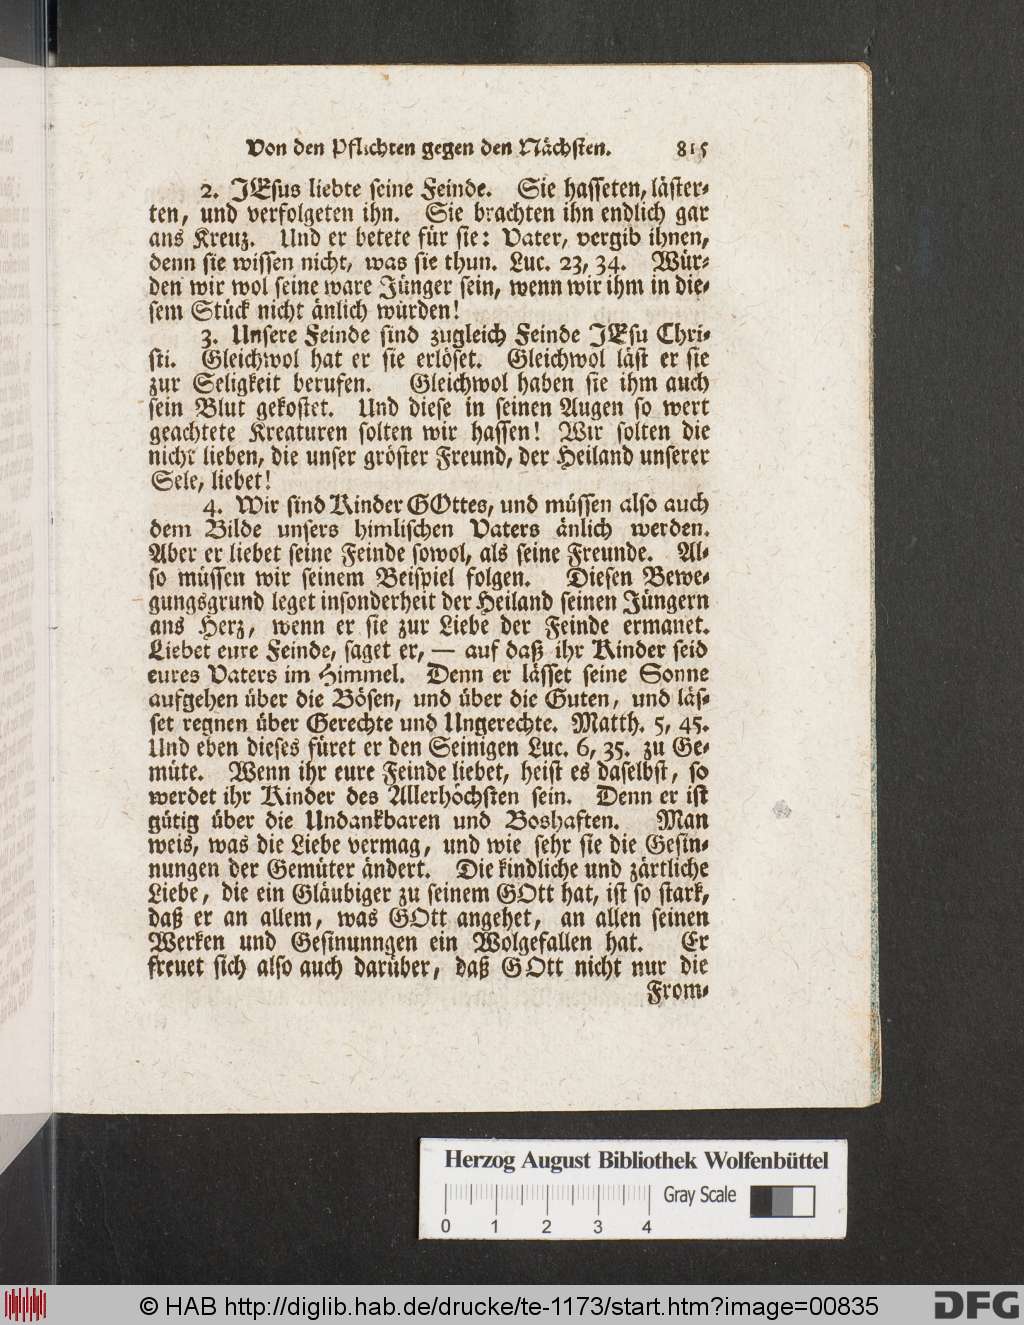 Von den Pflichten gegen den Nächsten. 815
2. JEsus liebte seine Feinde. Sie hasseten, läster-
ten, und verfolgeten ihn. Sie brachten ihn endlich gar
ans Kreuz. Und er betete für sie: Vater, vergib ihnen,
denn sie wissen nicht, was sie thun. Luc. 23, 34. Wür-
den wir wol seine ware Jünger sein, wenn wir ihm in die-
sem Stück nicht änlich würden!
3. Unsere Feinde sind zugleich Feinde JEsu Chri-
sti. Gleichwol hat er sie erlöset. Gleichwol läst er sie
zur Seligkeit berufen. Gleichwol haben sie ihm auch
sein Blut gekostet. Und diese in seinen Augen so wert
geachtete Kreaturen solten wir hassen! Wir solten die
nicht lieben, die unser gröster Freund, der Heiland unserer
Sele, liebet!
4. Wir sind Kinder GOttes, und müssen also auch
dem Bilde unsers himlischen Vaters änlich werden.
Aber er liebet seine Feinde sowol, als seine Freunde. Al-
so müssen wir seinem Beispiel folgen. Diesen Bewe-
gungsgrund leget insonderheit der Heiland seinen Jüngern
ans Herz, wenn er sie zur Liebe der Feinde ermanet.
Liebet eure Feinde, saget er, — auf daß ihr Kinder seid
eures Vaters im Himmel. Denn er lässet seine Sonne
aufgehen über die Bösen, und über die Guten, und läs-
set regnen über Gerechte und Ungerechte. Matth. 5, 45.
Und eben dieses füret er den Seinigen Luc. 6, 35. zu Ge-
müte. Wenn ihr eure Feinde liebet, heist es daselbst, so
werdet ihr Kinder des Allerhöchsten sein. Denn er ist
gütig über die Undankbaren und Boshaften. Man
weis, was die Liebe vermag, und wie sehr sie die Gesin-
nungen der Gemüter ändert. Die kindliche und zärtliche
Liebe, die ein Gläubiger zu seinem GOtt hat, ist so stark,
daß er an allem, was GOtt angehet, an allen seinen
Werken und Gesinunngen ein Wolgefallen hat. Er
freuet sich also auch darüber, daß GOtt nicht nur die
From-
Herzog August Bibliothek Wolfenbüttel
Gray Scale
0 1 2 3 4
© HAB http://diglib.hab.de/drucke/te-1173/start.htm?image=00835
DFG